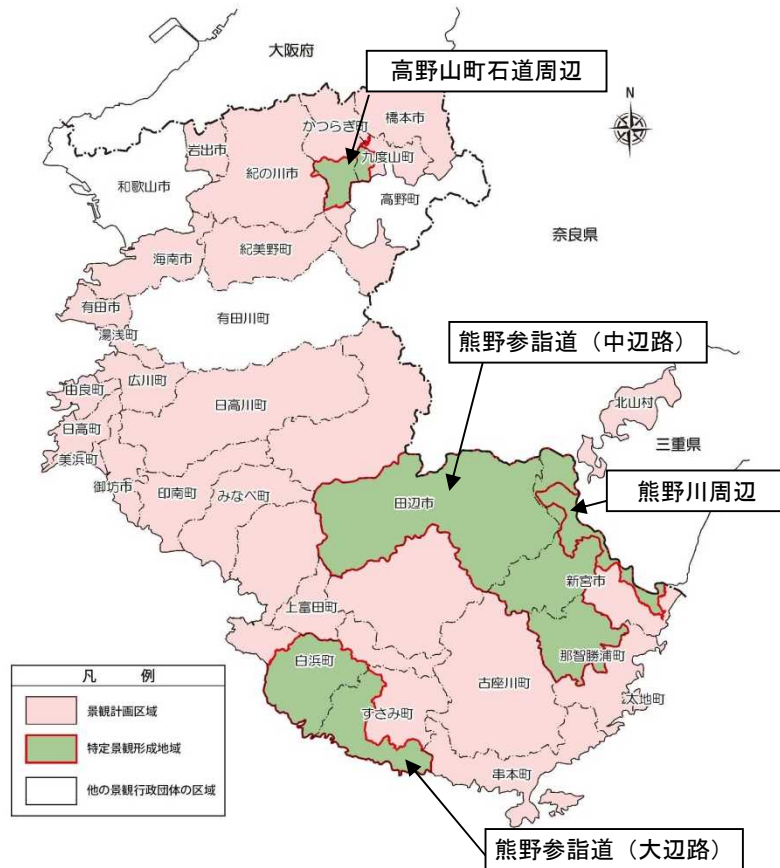 大阪府
高野山町石道周辺
N
かつらぎ町
橋本市
岩出市
九度山町
和歌山市
紀の川市
高野町
奈良県
海南市
紀美野町
有田市
有田川町
湯浅町
熊野参詣道（中辺路）
広川町
由良町
日高川町
北山村
日高町
三重県
美浜町
御坊市
印南町
みなべ町
田辺市
熊野川周辺
新宮市
上富田町
白浜町
那智勝浦町
古座川町
太地町
すさみ町
串本町
凡 例
景観計画区域
特定景観形成地域
他の景観行政団体の区域
熊野参詣道（大辺路）